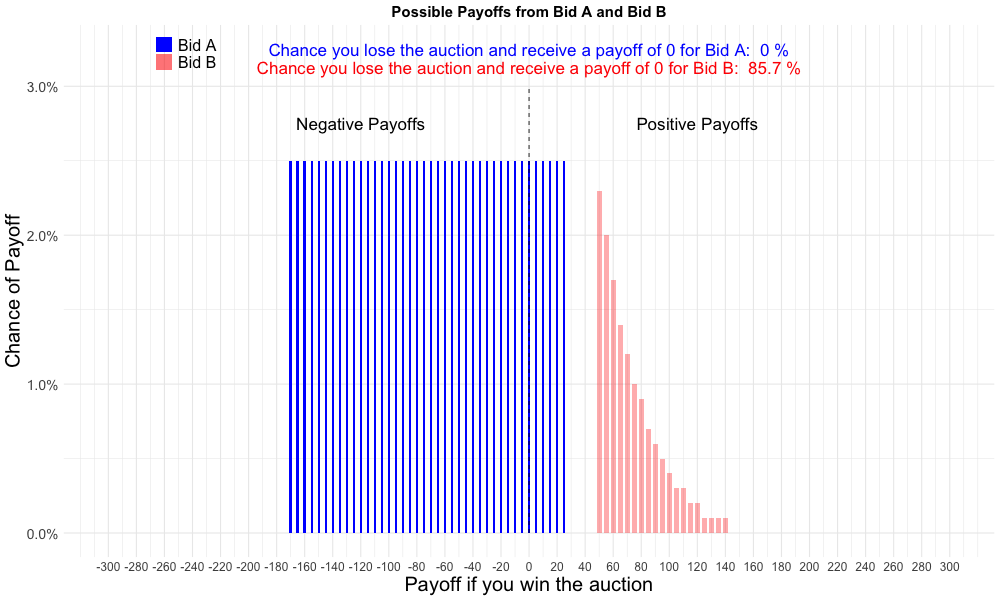 Possible Payoffs from Bid A and Bid B
Bid A
Bid B
Chance you lose the auction and receive a payoff of 0 for Bid A:  0 %
Chance you lose the auction and receive a payoff of 0 for Bid B:  85.7 %
Negative Payoffs
Positive Payoffs
Chance of Payoff
3.0%
2.0%
1.0%
0.0%
-300 -280 -260 -240 -220 -200 -180 -160 -140 -120 -100 -80 -60 -40 -20 0 20 40 60 80 100 120 140 160 180 200 220 240 260 280 300
Payoff if you win the auction